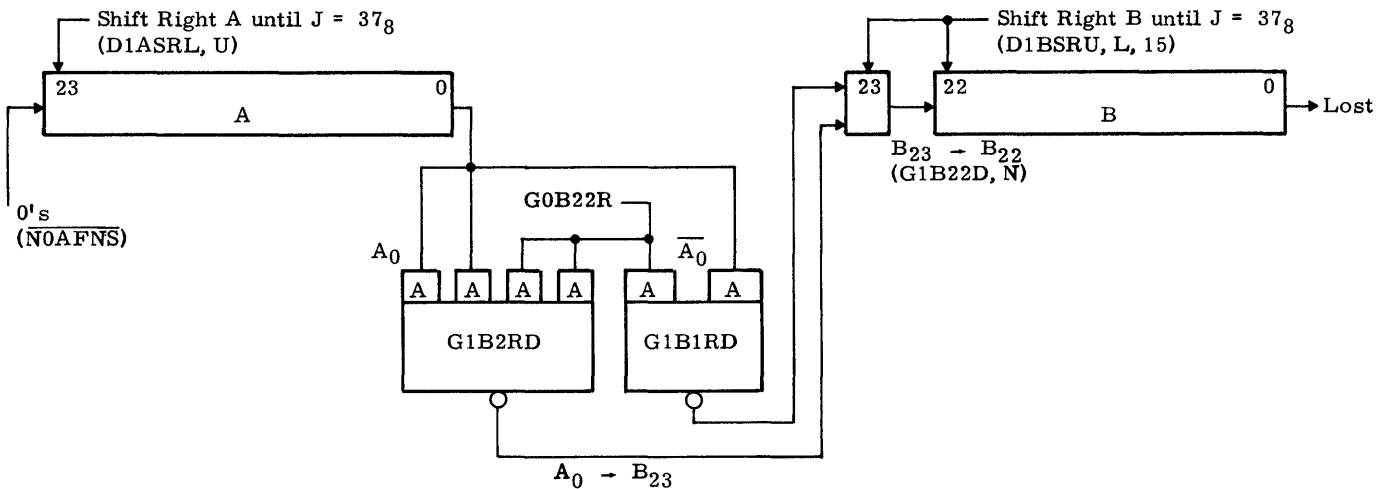 Shift Right A until J = 37₈
(D1ASRL, U)
Shift Right B until J = 37₈
(D1BSRU, L, 15)
23 0
A
23
22 0
B
Lost
B₂₃ → B₂₂
(G1B22D, N)
0's
(N̅0̅A̅F̅N̅S̅)
G0B22R
A₀
A̅₀
A A A A
A A
G1B2RD
G1B1RD
A₀ → B₂₃